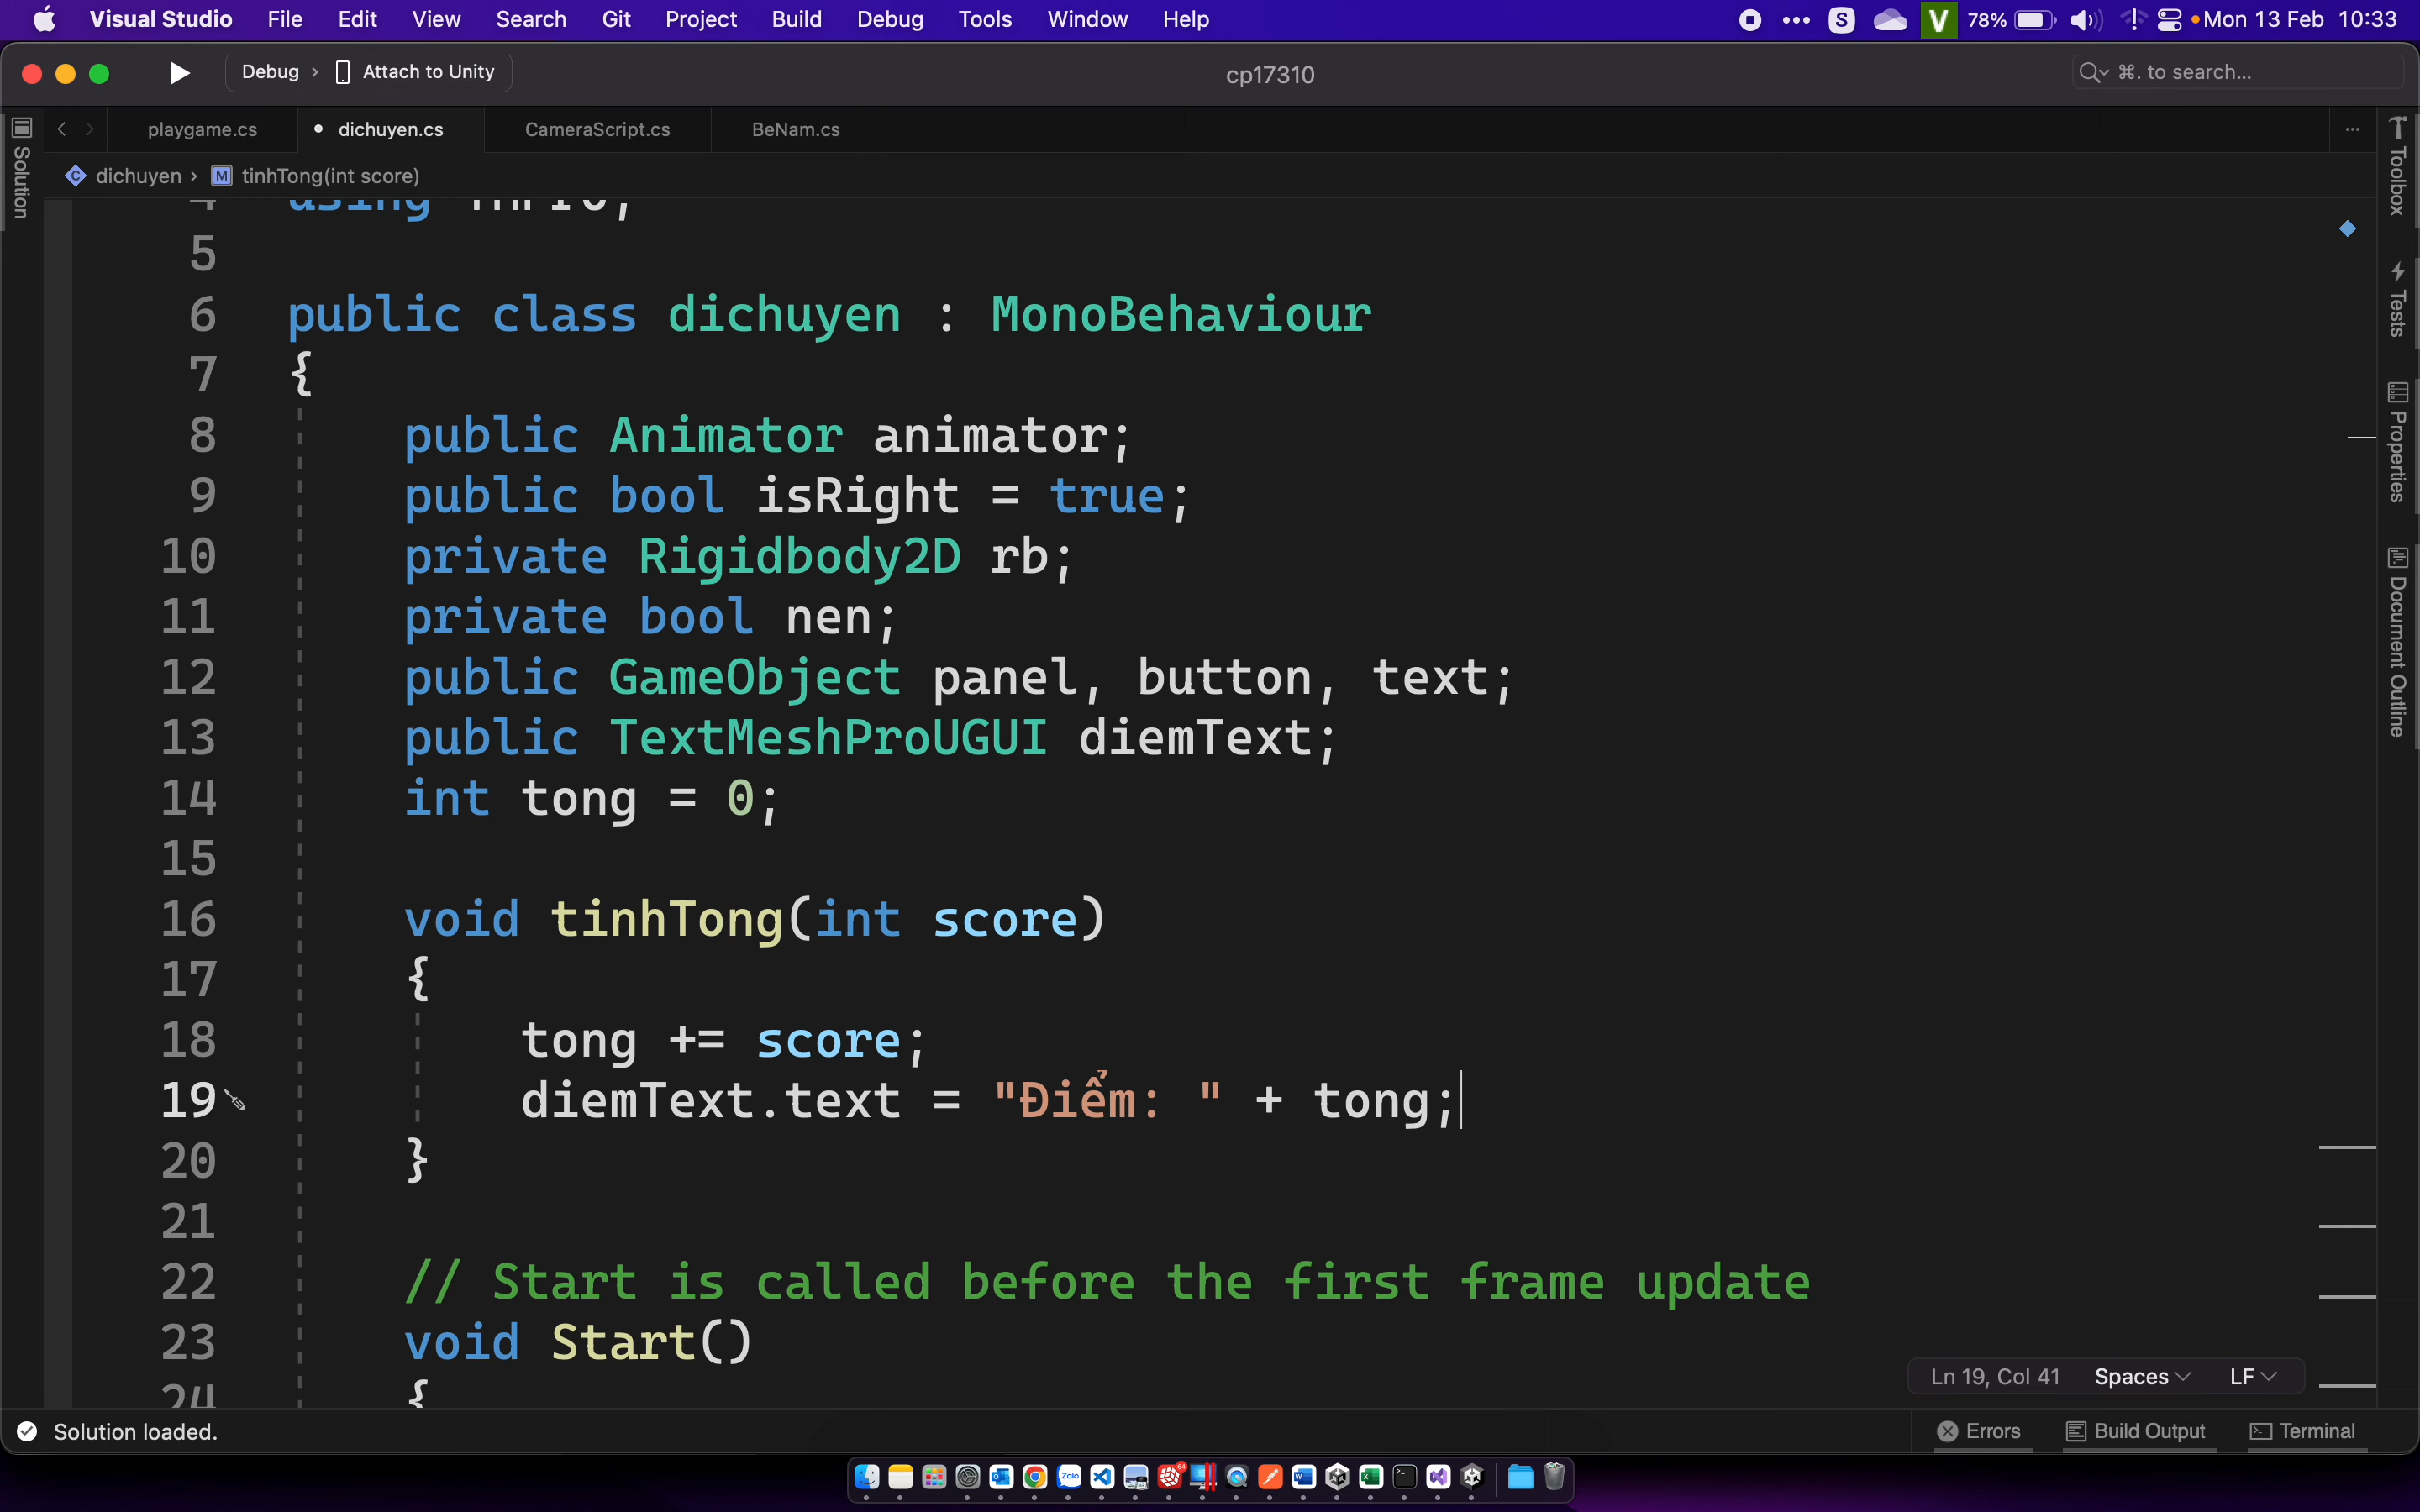 Visual Studio File Edit View Search Git Project Build Debug Tools Window Help S V 78% Mon 13 Feb 10:33
Debug › Attach to Unity cp17310 ⌘. to search...
playgame.cs • dichuyen.cs CameraScript.cs BeNam.cs ...
dichuyen › M tinhTong(int score)
Solution
Toolbox
Tests
Properties
Document Outline
4 using
5
6 public class dichuyen : MonoBehaviour
7 {
8 public Animator animator;
9 public bool isRight = true;
10 private Rigidbody2D rb;
11 private bool nen;
12 public GameObject panel, button, text;
13 public TextMeshProUGUI diemText;
14 int tong = 0;
15
16 void tinhTong(int score)
17 {
18 tong += score;
19 diemText.text = "Điểm: " + tong;
20 }
21
22 // Start is called before the first frame update
23 void Start()
24 {
Ln 19, Col 41 Spaces LF
Solution loaded. Errors Build Output Terminal
Zalo 64